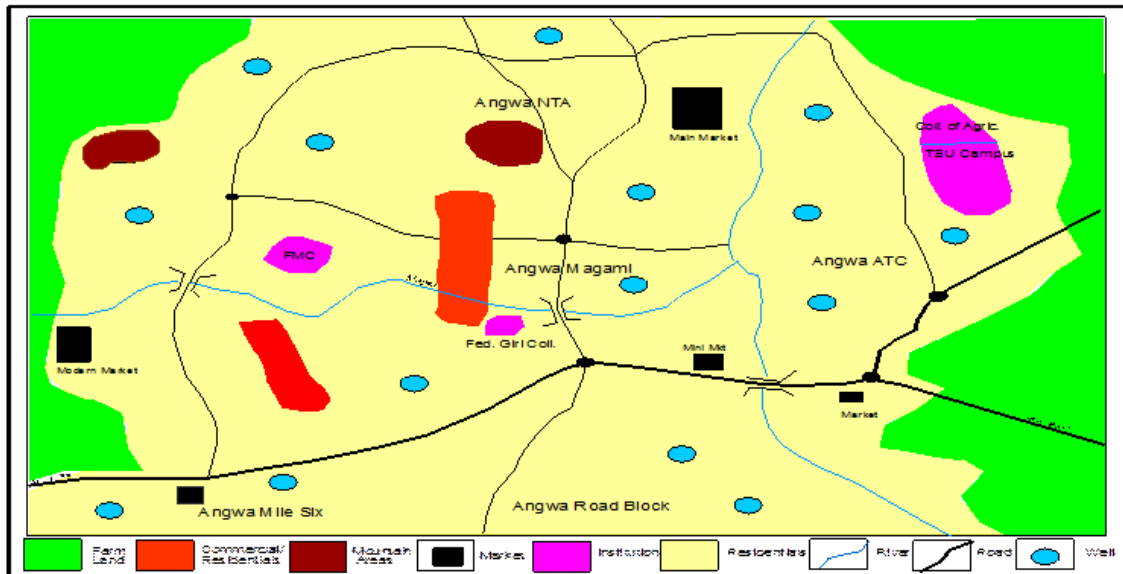 Angwa NTA
Main Market
Coll. of Agric.
TSU Campus
FMC
Angwa Magami
Angwa ATC
Fed. Girl Coll.
Mini Mkt
Modern Market
Market
Angwa Mile Six
Angwa Road Block
Farm
Land
Commercial/
Residentials
Mountain
Areas
Market
Institution
Residentials
River
Road
Well